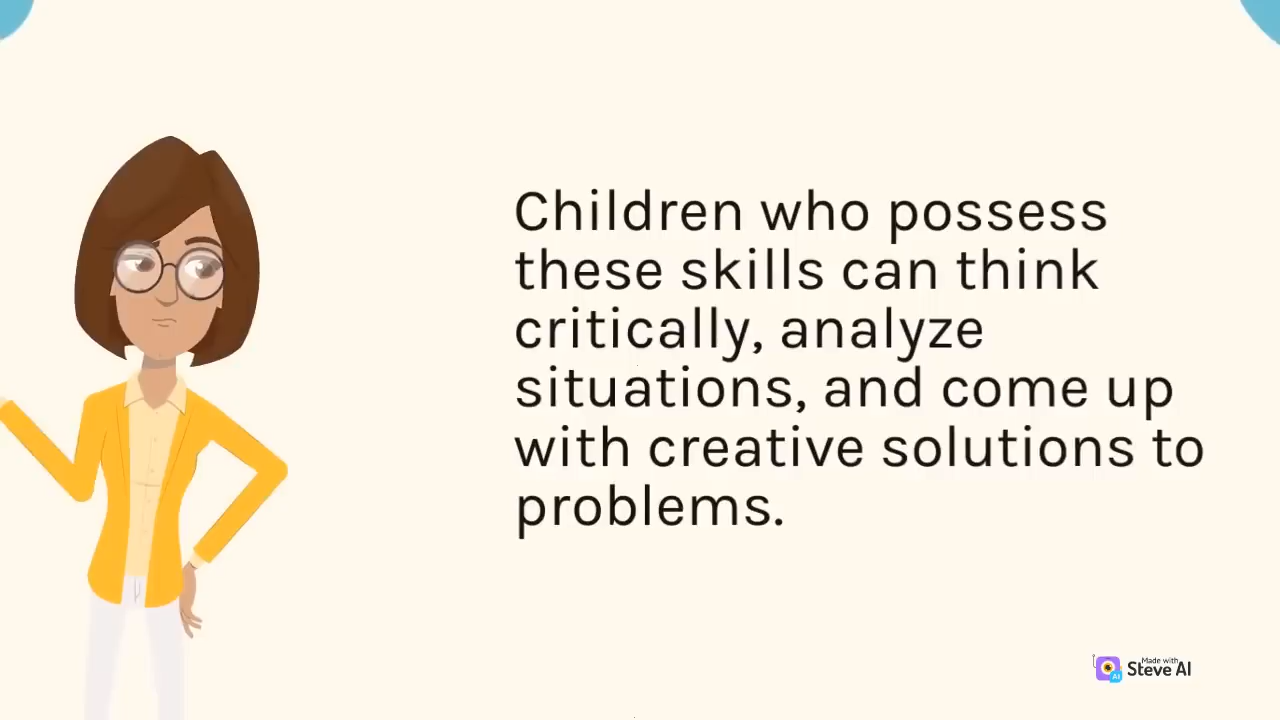 Children who possess
these skills can think
critically, analyze
situations, and come up
with creative solutions to
problems.
Made with
Steve AI
AI